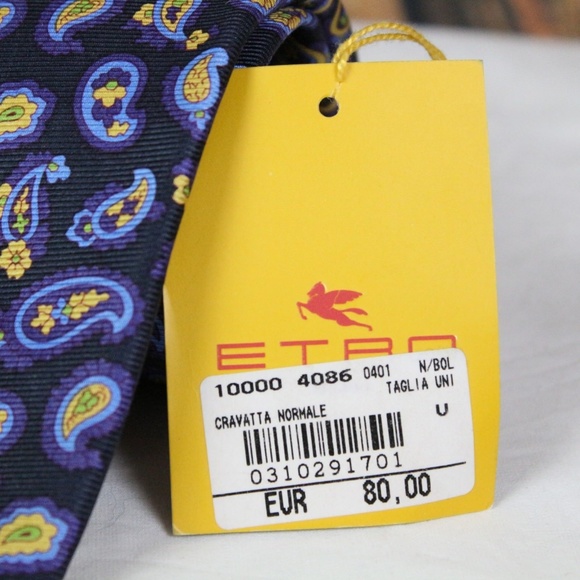 ETRO
10000 4086 0401 N/BOL
TAGLIA UNI
CRAVATTA NORMALE U
0310291701
EUR 80,00